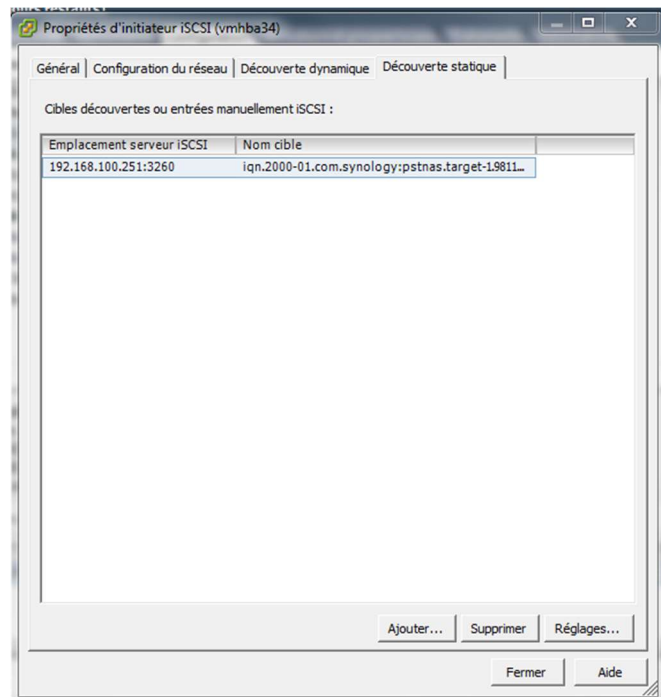 Propriétés d'initiateur iSCSI (vmhba34)
Général Configuration du réseau Découverte dynamique Découverte statique
Cibles découvertes ou entrées manuellement iSCSI :
Emplacement serveur iSCSI Nom cible
192.168.100.251:3260 iqn.2000-01.com.synology:pstnas.target-1.9811...
Ajouter... Supprimer Réglages...
Fermer Aide